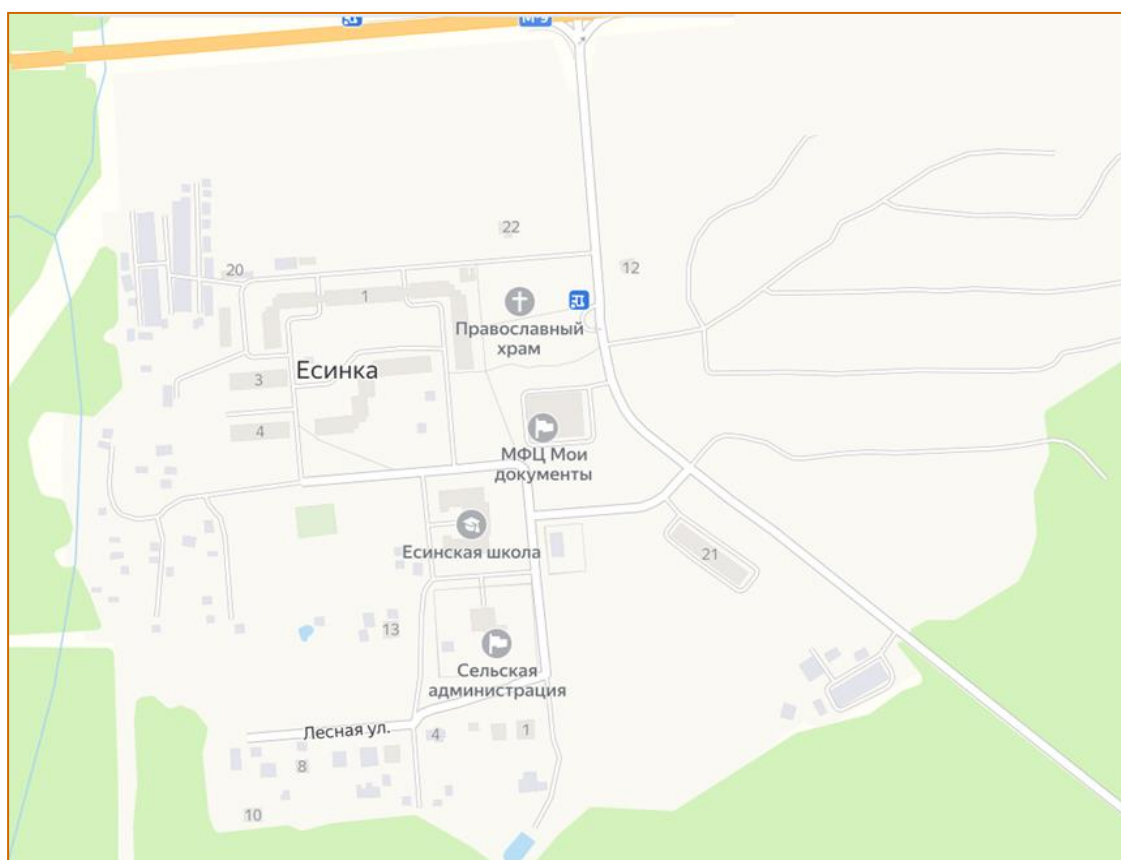 М-9
22
12
20
1
Православный
храм
Есинка
3
4
МФЦ Мои
документы
Есинская школа
21
13
Сельская
администрация
Лесная ул.
4
1
8
10